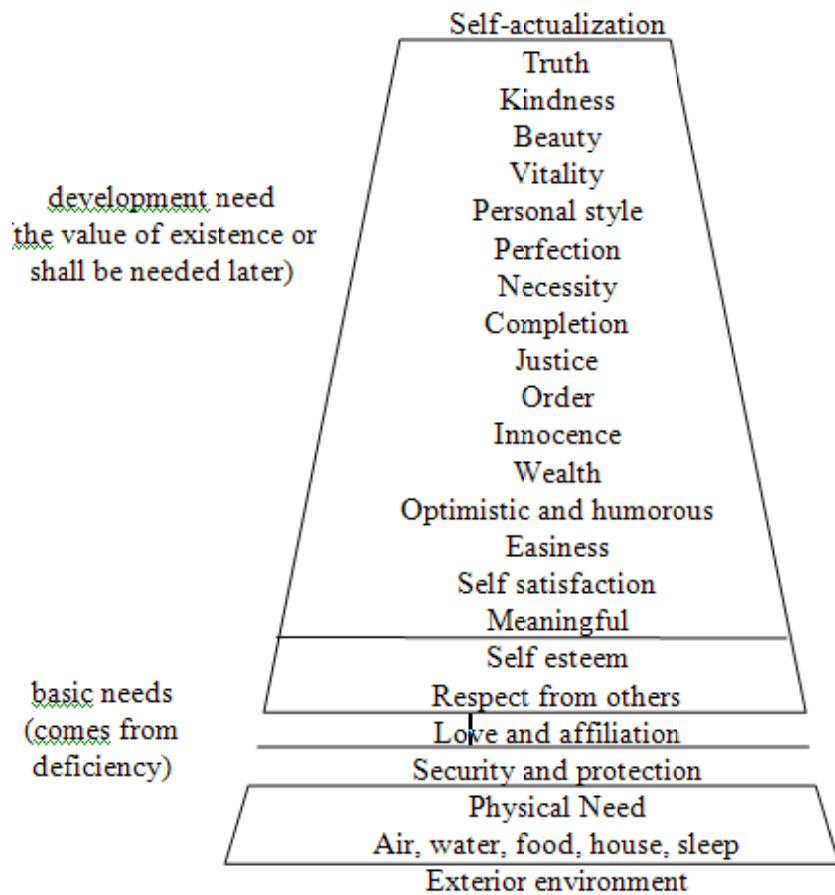 Self-actualization
Truth
Kindness
Beauty
Vitality
Personal style
Perfection
Necessity
Completion
Justice
Order
Innocence
Wealth
Optimistic and humorous
Easiness
Self satisfaction
Meaningful
development need
(the value of existence or
shall be needed later)
Self esteem
Respect from others
Love and affiliation
Security and protection
Physical Need
Air, water, food, house, sleep
Exterior environment
basic needs
(comes from
deficiency)